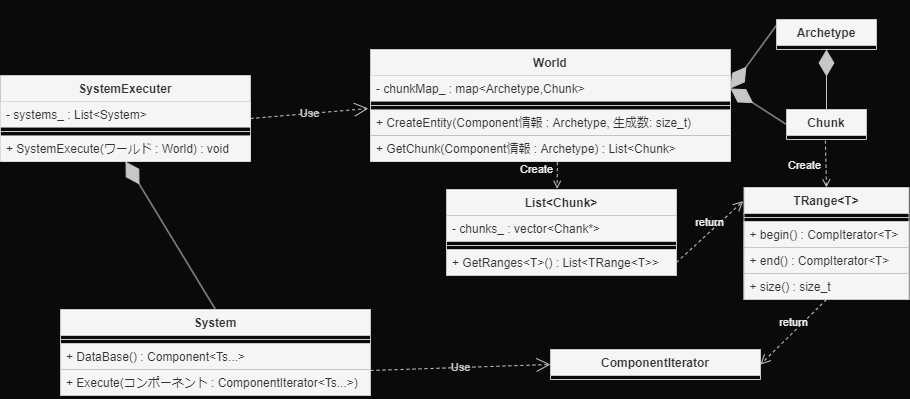 Archetype
World
- chunkMap_ : map<Archetype,Chunk>
+ CreateEntity(Component情報 : Archetype, 生成数: size_t)
+ GetChunk(Component情報 : Archetype) : List<Chunk>
SystemExecuter
- systems_ : List<System>
+ SystemExecute(ワールド : World) : void
Use
Chunk
Create
Create
List<Chunk>
- chunks_ : vector<Chank*>
+ GetRanges<T>() : List<TRange<T>>
return
TRange<T>
+ begin() : CompIterator<T>
+ end() : CompIterator<T>
+ size() : size_t
return
System
+ DataBase() : Component<Ts...>
+ Execute(コンポーネント : ComponentIterator<Ts...>)
Use
ComponentIterator